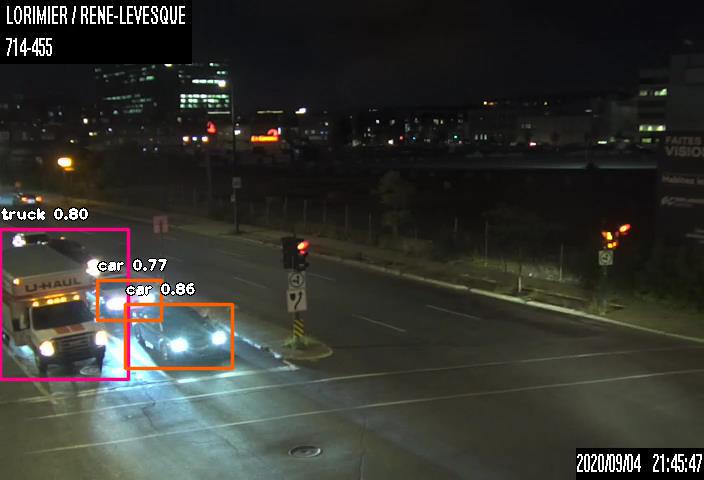 LORIMIER / RENE-LEVESQUE
714-455
FAITES
VISION
truck 0.80
car 0.77
U-HAUL
car 0.86
2020/09/04 21:45:47